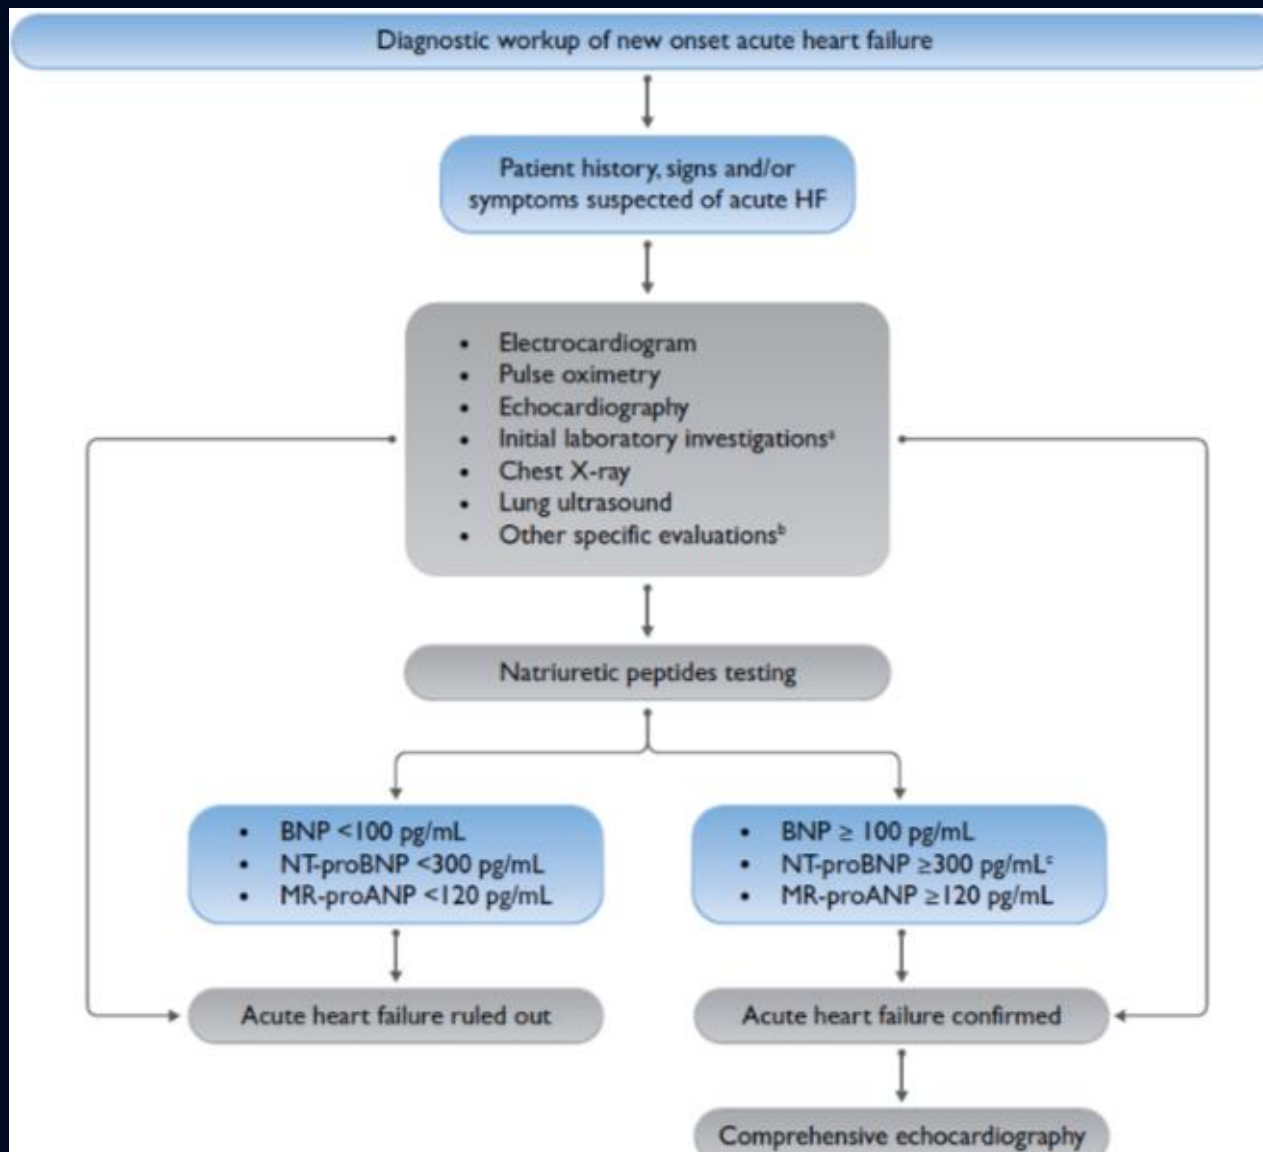 Diagnostic workup of new onset acute heart failure
Patient history, signs and/or
symptoms suspected of acute HF
• Electrocardiogram
• Pulse oximetry
• Echocardiography
• Initial laboratory investigationsᵃ
• Chest X-ray
• Lung ultrasound
• Other specific evaluationsᵇ
Natriuretic peptides testing
• BNP <100 pg/mL
• NT-proBNP <300 pg/mL
• MR-proANP <120 pg/mL
• BNP ≥ 100 pg/mL
• NT-proBNP ≥300 pg/mLᶜ
• MR-proANP ≥120 pg/mL
Acute heart failure ruled out
Acute heart failure confirmed
Comprehensive echocardiography